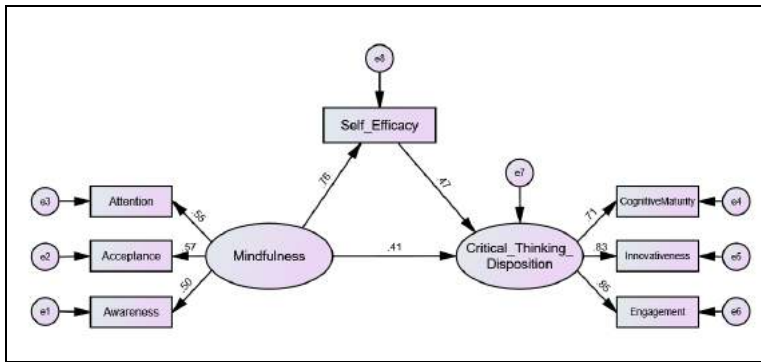 e8
Self_Efficacy
.76
.47
e7
e3
Attention
.55
CognitiveMaturity
e4
.71
e2
Acceptance
.57
Mindfulness
.41
Critical_Thinking_
Disposition
.83
Innovativeness
e5
.50
e1
Awareness
.86
Engagement
e6